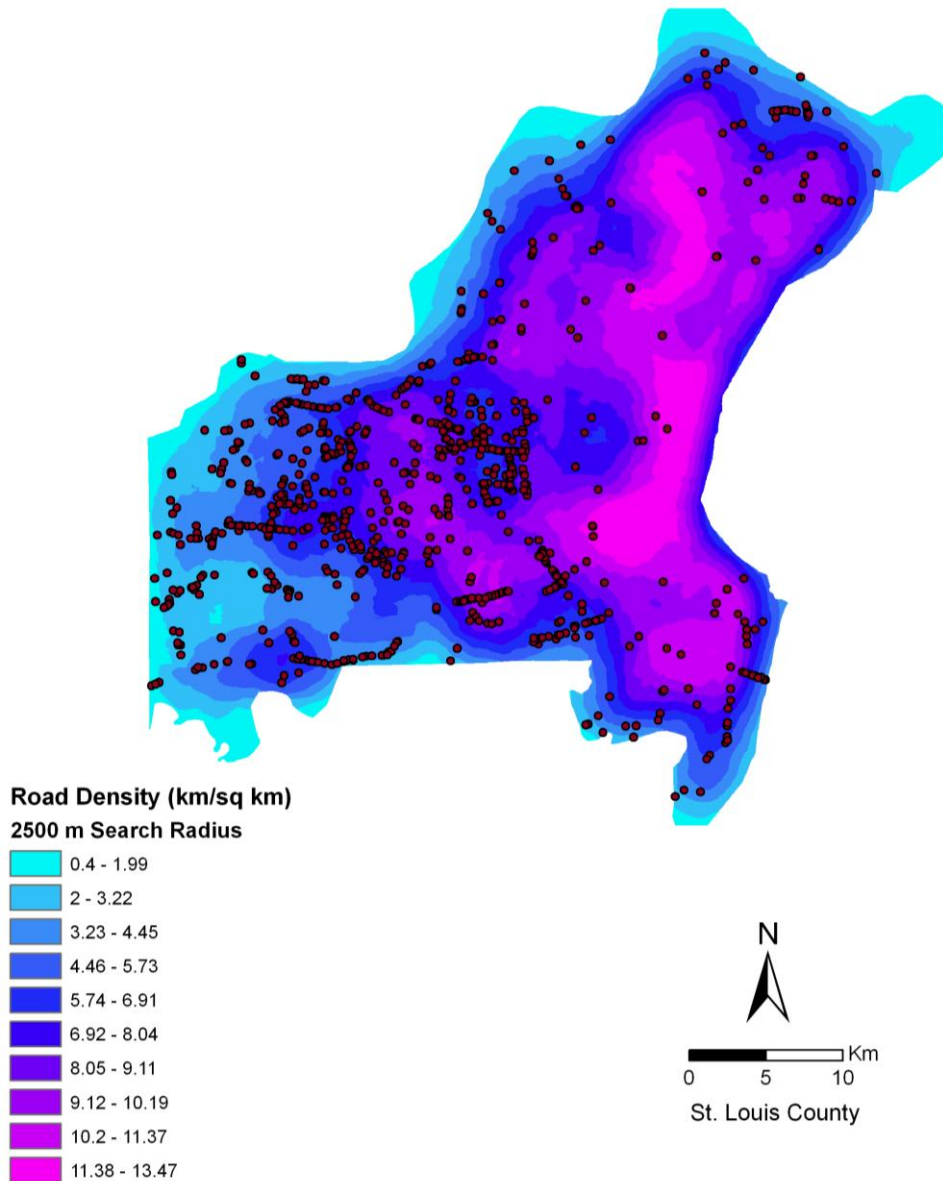 Road Density (km/sq km)
2500 m Search Radius
0.4 - 1.99
2 - 3.22
3.23 - 4.45
4.46 - 5.73
5.74 - 6.91
6.92 - 8.04
8.05 - 9.11
9.12 - 10.19
10.2 - 11.37
11.38 - 13.47
N
Km
0 5 10
St. Louis County